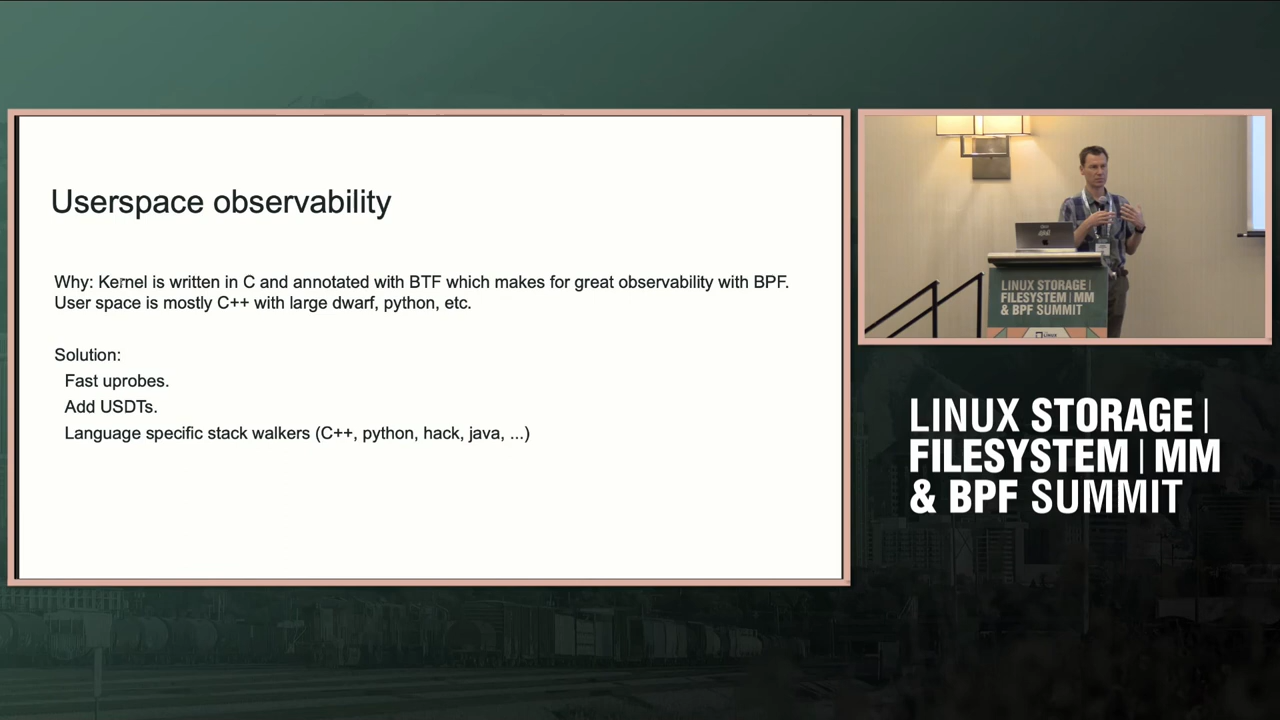 Userspace observability
Why: Kernel is written in C and annotated with BTF which makes for great observability with BPF.
User space is mostly C++ with large dwarf, python, etc.
Solution:
Fast uprobes.
Add USDTs.
Language specific stack walkers (C++, python, hack, java, ...)
LINUX STORAGE |
FILESYSTEM | MM
& BPF SUMMIT
LINUX STORAGE |
FILESYSTEM | MM
& BPF SUMMIT